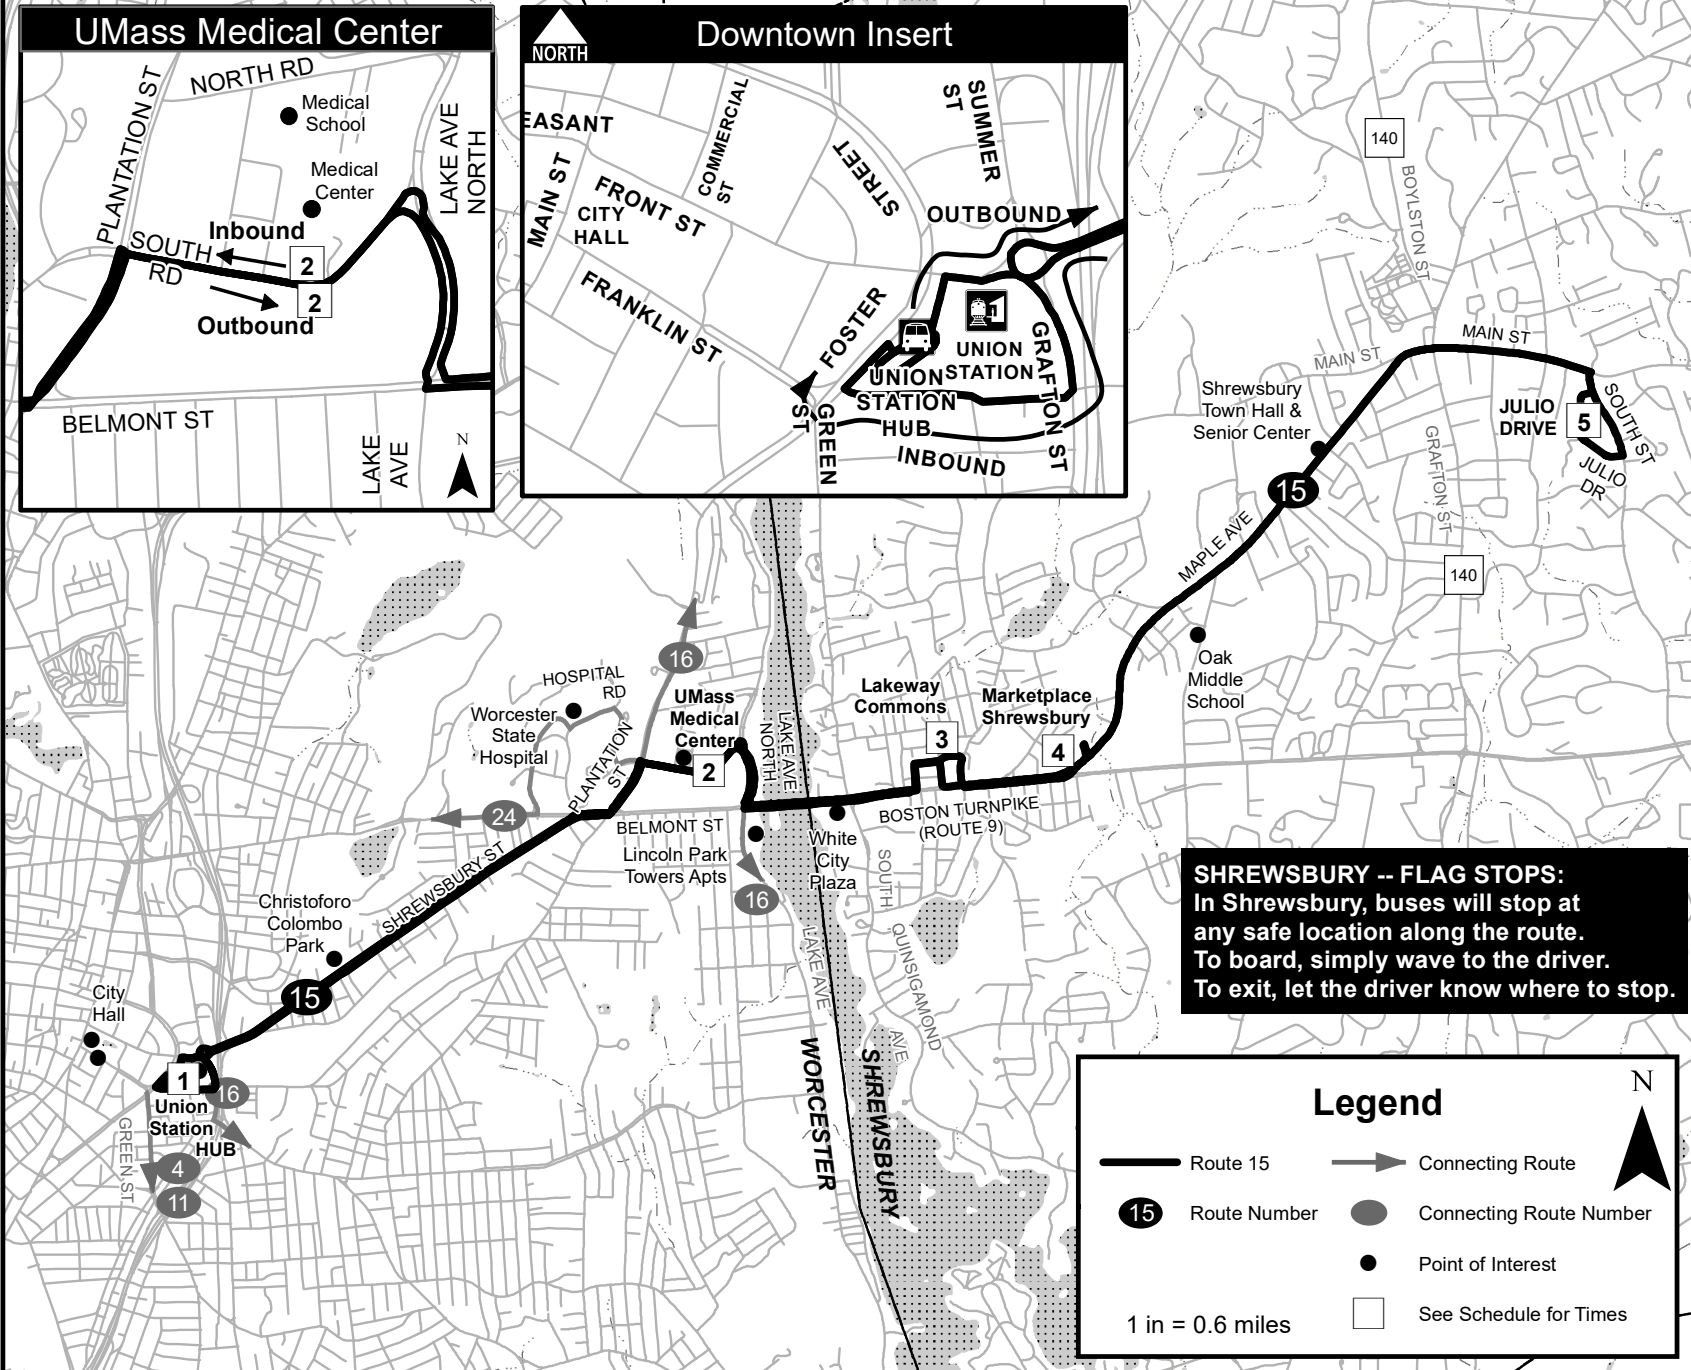 UMass Medical Center
PLANTATION ST
NORTH RD
Medical
School
Medical
Center
LAKE AVE
NORTH
Inbound
SOUTH
RD
2
2
Outbound
BELMONT ST
LAKE
AVE
N
NORTH
Downtown Insert
EASANT
MAIN ST
COMMERCIAL
ST
SUMMER
ST
STREET
FRONT ST
CITY
HALL
OUTBOUND
FRANKLIN ST
FOSTER
UNION
STATION
GRAFTON ST
UNION
STATION
HUB
ST
GREEN
INBOUND
140
BOYLSTON ST
MAIN ST
MAIN ST
Shrewsbury
Town Hall &
Senior Center
JULIO
DRIVE
5
SOUTH ST
JULIO
DR
GRAFTON ST
15
140
MAPLE AVE
Oak
Middle
School
16
HOSPITAL
RD
Worcester
State
Hospital
UMass
Medical
Center
2
PLANTATION
ST
LAKE AVE
NORTH
Lakeway
Commons
3
Marketplace
Shrewsbury
4
24
BELMONT ST
Lincoln Park
Towers Apts
16
White
City
Plaza
BOSTON TURNPIKE
(ROUTE 9)
SOUTH
QUINSIGAMOND
AVE
LAKE AVE
SHREWSBURY ST
Christoforo
Colombo
Park
15
City
Hall
1
Union
Station
HUB
16
GREEN ST
4
11
WORCESTER
SHREWSBURY
SHREWSBURY -- FLAG STOPS:
In Shrewsbury, buses will stop at
any safe location along the route.
To board, simply wave to the driver.
To exit, let the driver know where to stop.
Legend
N
Route 15
Connecting Route
15
Route Number
Connecting Route Number
Point of Interest
See Schedule for Times
1 in = 0.6 miles